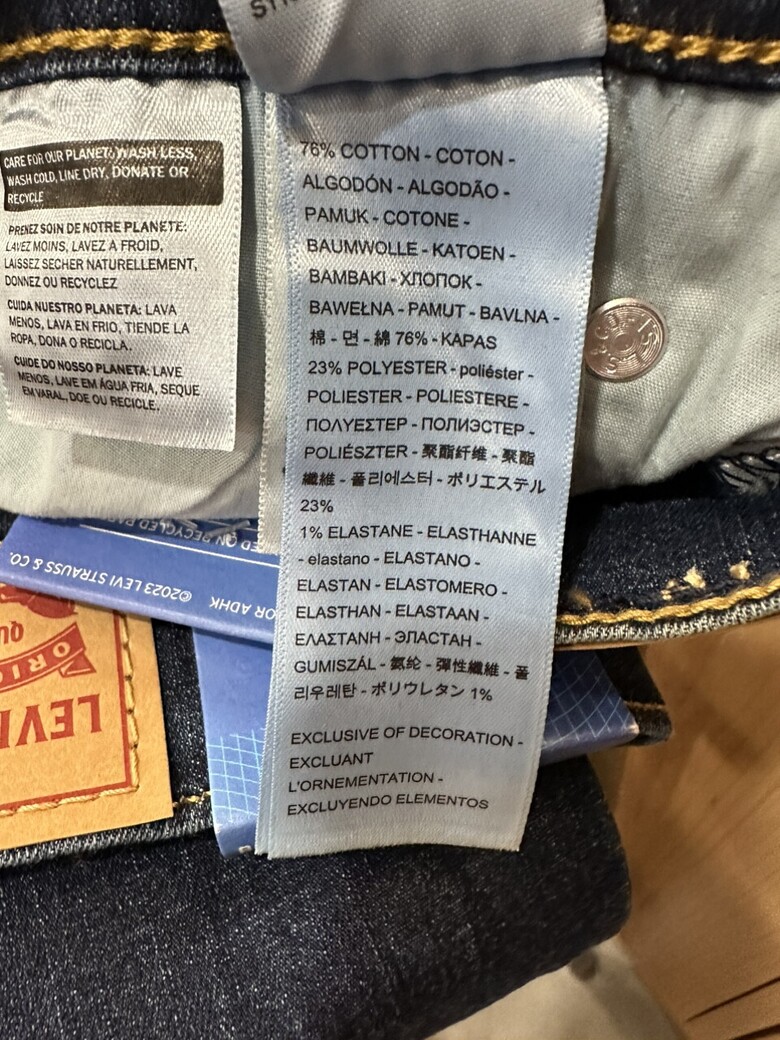 CARE FOR OUR PLANET: WASH LESS,
WASH COLD, LINE DRY, DONATE OR
RECYCLE
PRENEZ SOIN DE NOTRE PLANETE:
LAVEZ MOINS, LAVEZ A FROID,
LAISSEZ SECHER NATURELLEMENT,
DONNEZ OU RECYCLEZ
CUIDA NUESTRO PLANETA: LAVA
MENOS, LAVA EN FRIO, TIENDE LA
ROPA, DONA O RECICLA.
CUIDE DO NOSSO PLANETA: LAVE
MENOS, LAVE EM ÁGUA FRIA, SEQUE
EM VARAL, DOE OU RECICLE.
76% COTTON - COTON -
ALGODÓN - ALGODÃO -
PAMUK - COTONE -
BAUMWOLLE - KATOEN -
BAMBAKI - ХЛОПОК -
BAWEŁNA - PAMUT - BAVLNA -
棉 - 면 - 綿 76% - KAPAS
23% POLYESTER - poliéster -
POLIESTER - POLIESTERE -
ΠΟΛΥΕΣΤΕΡ - ПОЛИЭСТЕР -
POLIÉSZTER - 聚酯纤维 - 聚酯
纖維 - 폴리에스터 - ポリエステル
23%
1% ELASTANE - ELASTHANNE
- elastano - ELASTANO -
ELASTAN - ELASTOMERO -
ELASTHAN - ELASTAAN -
ΕΛΑΣΤΑΝΗ - ЭЛАСТАН -
GUMISZÁL - 氨纶 - 彈性纖維 - 폴
리우레탄 - ポリウレタン 1%
EXCLUSIVE OF DECORATION -
EXCLUANT
L'ORNEMENTATION -
EXCLUYENDO ELEMENTOS
ON RECYCLED
©2023 LEVI STRAUSS & CO.
OR ADHK
LEVI